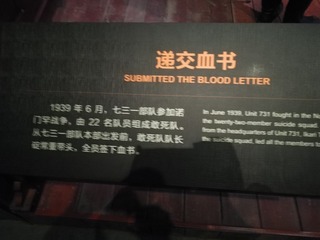 递交血书
SUBMITTED THE BLOOD LETTER
1939 年 6 月，七三一部队参加诺
门罕战争，由 22 名队员组成敢死队。
从七三一部队本部出发前，敢死队队长
碇常重带头，全员签下血书。
In June 1939, Unit 731 fought in the No
the twenty-two-member suicide squad
from the headquarters of Unit 731, Ikari T
the suicide squad, led all the members to